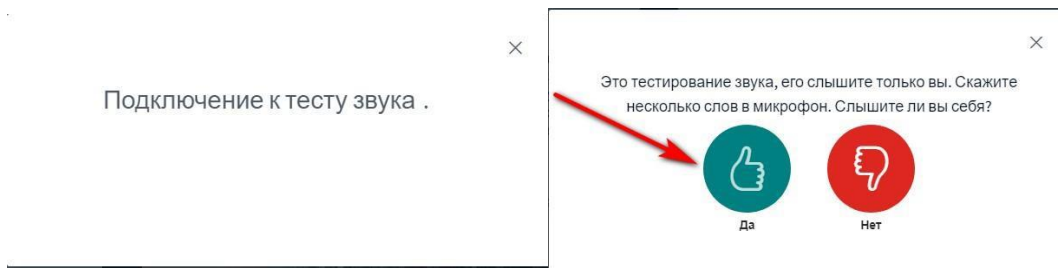 Подключение к тесту звука .
Это тестирование звука, его слышите только вы. Скажите
несколько слов в микрофон. Слышите ли вы себя?
Да
Нет